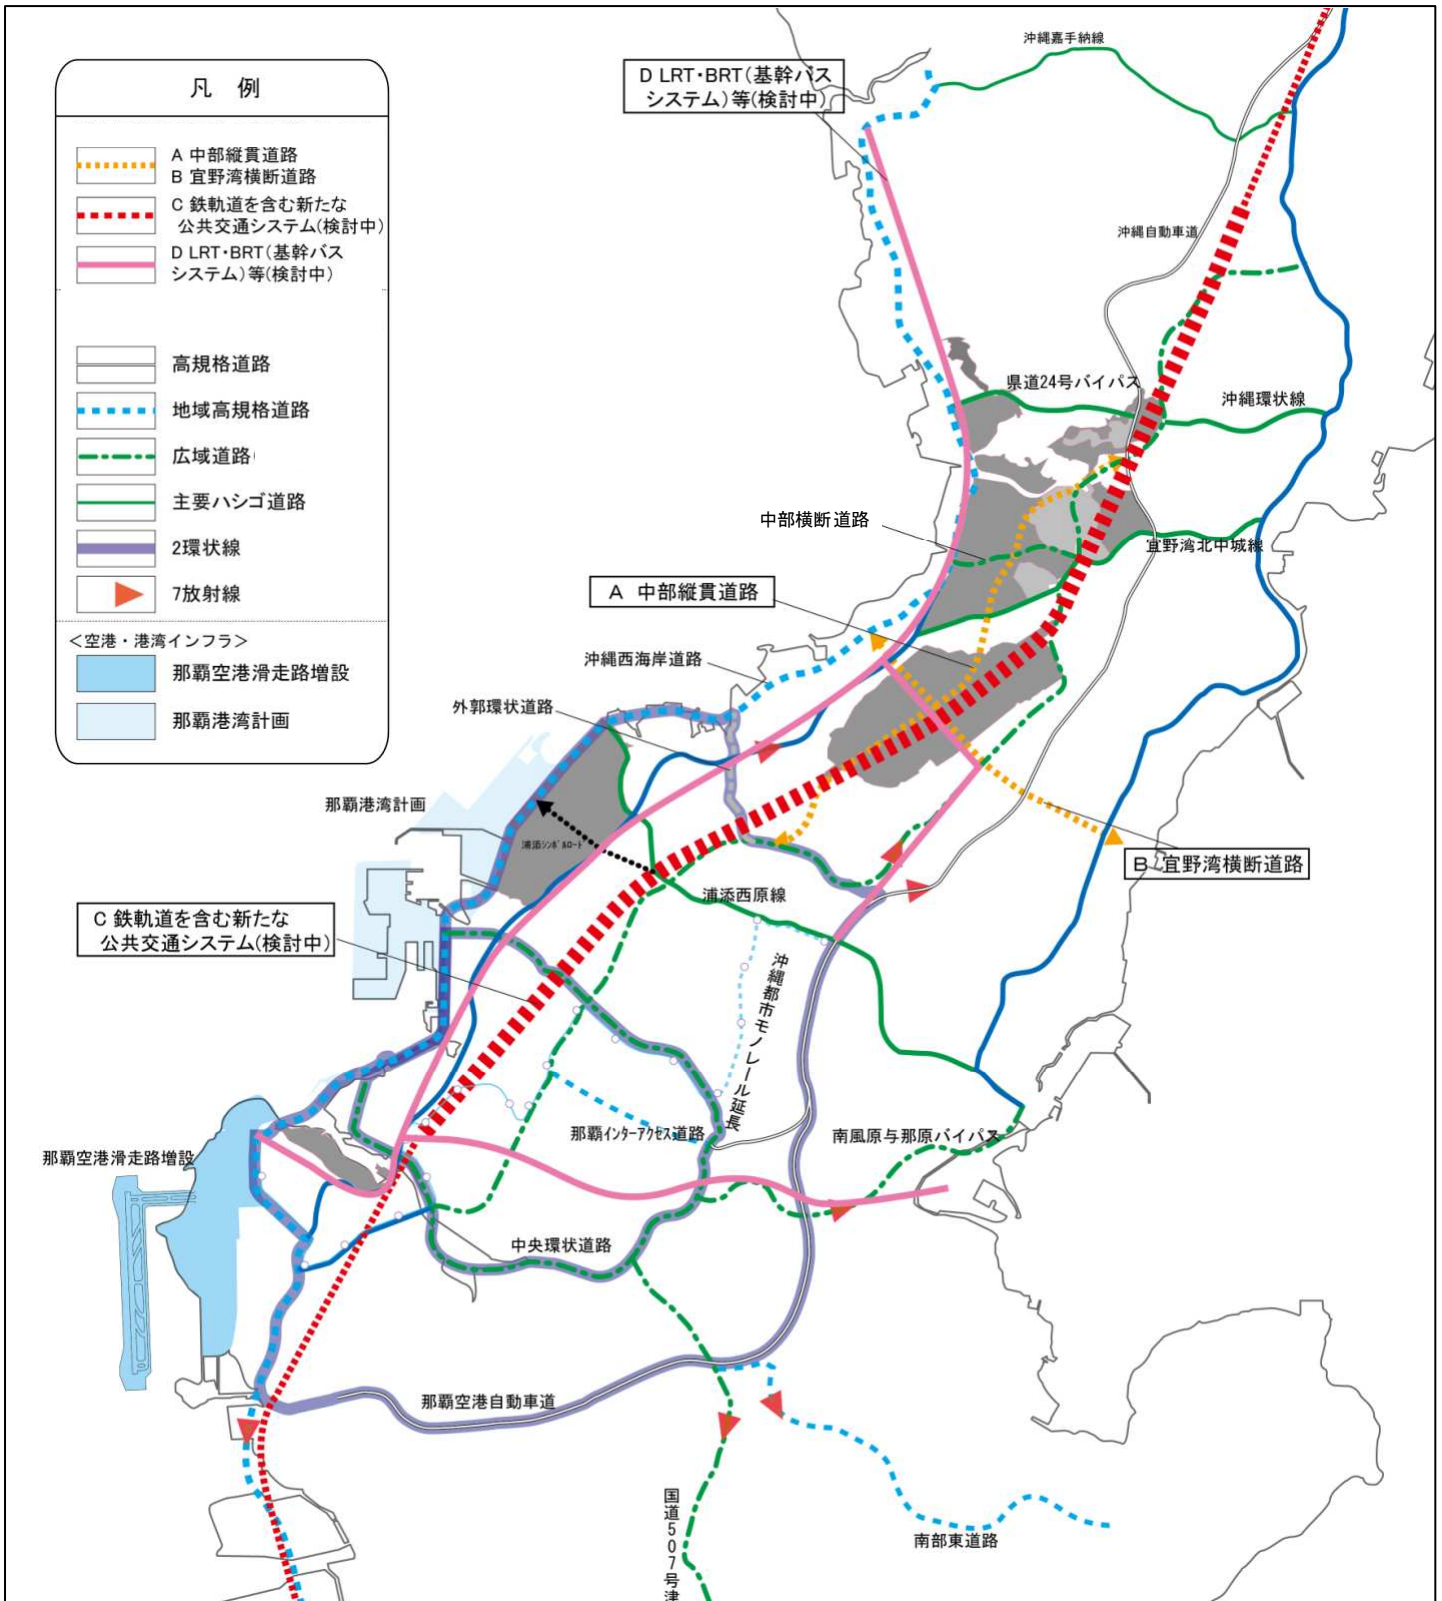 凡 例
A 中部縦貫道路
B 宜野湾横断道路
C 鉄軌道を含む新たな
公共交通システム(検討中)
D LRT・BRT(基幹バス
システム)等(検討中)
高規格道路
地域高規格道路
広域道路
主要ハシゴ道路
2環状線
7放射線
<空港・港湾インフラ>
那覇空港滑走路増設
那覇港湾計画
沖縄嘉手納線
D LRT・BRT(基幹バス
システム)等(検討中)
沖縄自動車道
県道24号バイパス
沖縄環状線
中部横断道路
宜野湾北中城線
A 中部縦貫道路
沖縄西海岸道路
外郭環状道路
那覇港湾計画
浦添シンボルロード
B 宜野湾横断道路
浦添西原線
C 鉄軌道を含む新たな
公共交通システム(検討中)
沖縄都市モノレール延長
那覇インターアクセス道路
南風原与那原バイパス
那覇空港滑走路増設
中央環状道路
那覇空港自動車道
国道507号津
南部東道路